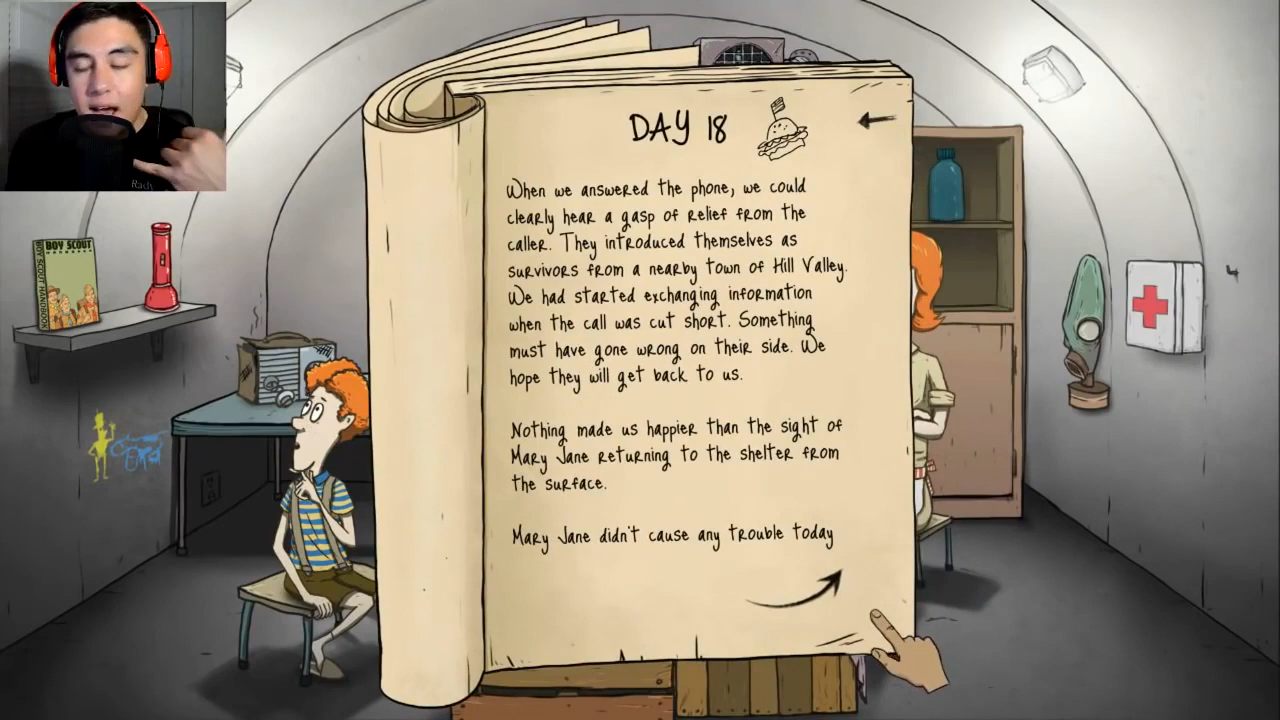 DAY 18
When we answered the phone, we could
clearly hear a gasp of relief from the
caller. They introduced themselves as
survivors from a nearby town of Hill Valley.
We had started exchanging information
when the call was cut short. Something
must have gone wrong on their side. We
hope they will get back to us.
Nothing made us happier than the sight of
Mary Jane returning to the shelter from
the surface.
Mary Jane didn't cause any trouble today
BOY SCOUT
BOY SCOUT HANDBOOK